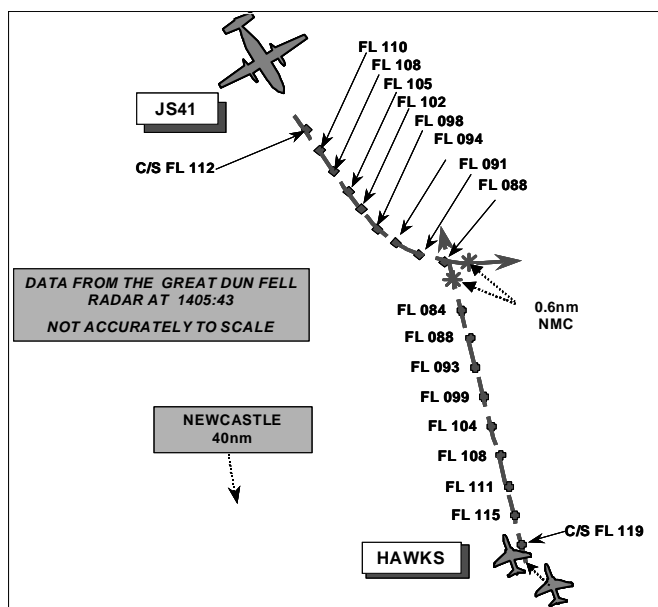 FL 110
FL 108
FL 105
FL 102
FL 098
FL 094
FL 091
FL 088
JS41
C/S FL 112
DATA FROM THE GREAT DUN FELL
RADAR AT 1405:43
NOT ACCURATELY TO SCALE
0.6nm
NMC
FL 084
FL 088
FL 093
FL 099
FL 104
FL 108
FL 111
FL 115
NEWCASTLE
40nm
C/S FL 119
HAWKS